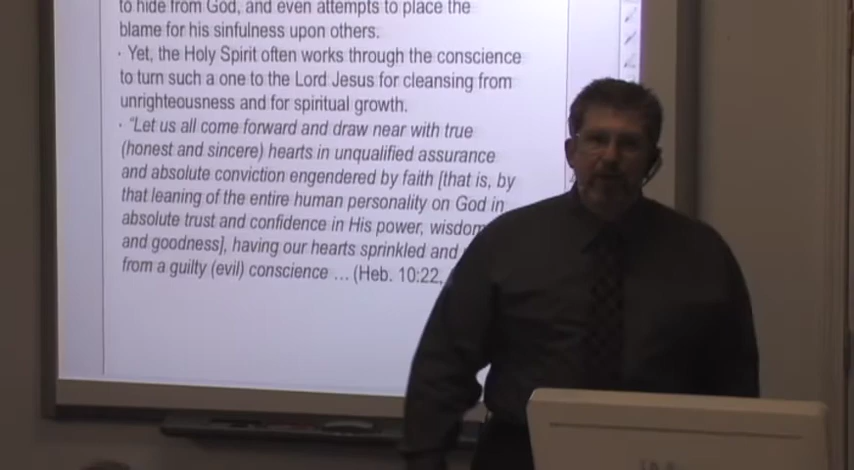 to hide from God, and even attempts to place the
blame for his sinfulness upon others.
· Yet, the Holy Spirit often works through the conscience
to turn such a one to the Lord Jesus for cleansing from
unrighteousness and for spiritual growth.
· “Let us all come forward and draw near with true
(honest and sincere) hearts in unqualified assurance
and absolute conviction engendered by faith [that is, by
that leaning of the entire human personality on God in
absolute trust and confidence in His power, wisdom
and goodness], having our hearts sprinkled and
from a guilty (evil) conscience … (Heb. 10:22,